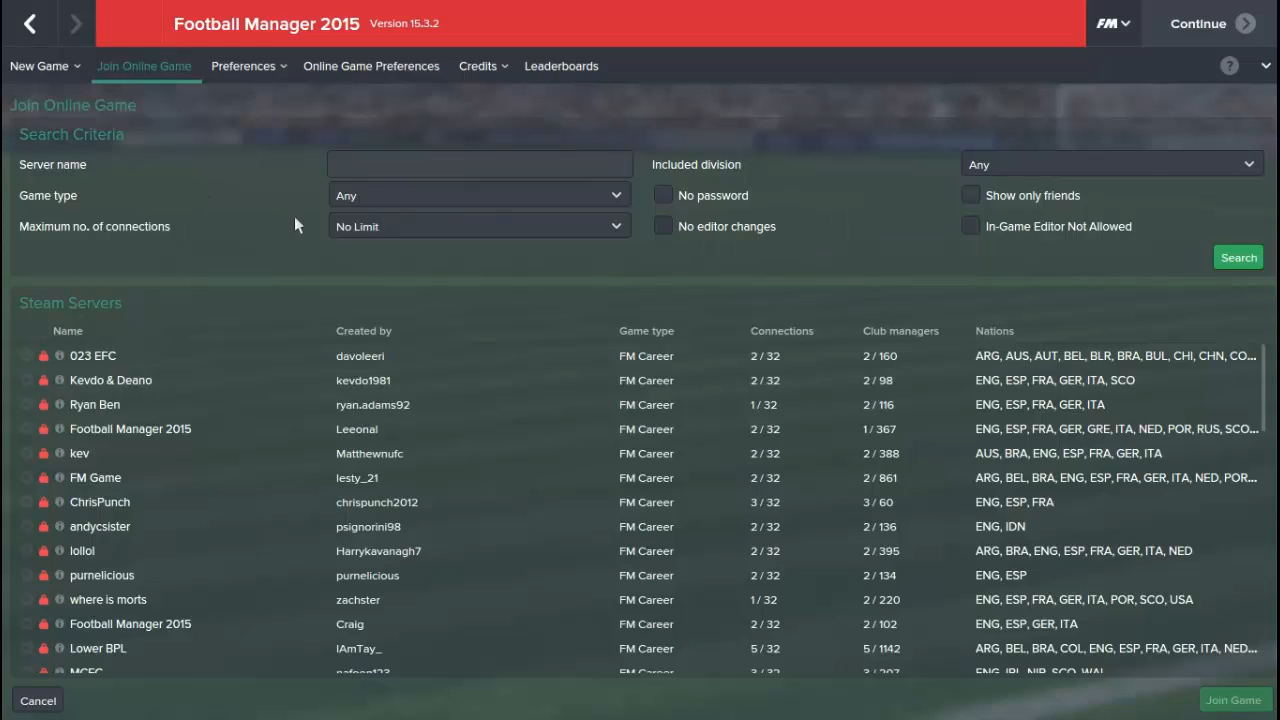 Football Manager 2015 Version 15.3.2 FM Continue
New Game Join Online Game Preferences Online Game Preferences Credits Leaderboards ?
Join Online Game
Search Criteria
Server name Included division Any
Game type Any No password Show only friends
Maximum no. of connections No Limit No editor changes In-Game Editor Not Allowed
Search
Steam Servers
Name Created by Game type Connections Club managers Nations
023 EFC davoleeri FM Career 2 / 32 2 / 160 ARG, AUS, AUT, BEL, BLR, BRA, BUL, CHI, CHN, CO...
Kevdo & Deano kevdo1981 FM Career 2 / 32 2 / 98 ENG, ESP, FRA, GER, ITA, SCO
Ryan Ben ryan.adams92 FM Career 1 / 32 2 / 116 ENG, ESP, FRA, GER, ITA
Football Manager 2015 Leeonal FM Career 2 / 32 1 / 367 ENG, ESP, FRA, GER, GRE, ITA, NED, POR, RUS, SCO...
kev Matthewnufc FM Career 2 / 32 2 / 388 AUS, BRA, ENG, ESP, FRA, GER, ITA
FM Game lesty_21 FM Career 2 / 32 2 / 861 ARG, BEL, BRA, ENG, ESP, FRA, GER, ITA, NED, POR...
ChrisPunch chrispunch2012 FM Career 3 / 32 3 / 60 ENG, ESP, FRA
andycsister psignorini98 FM Career 2 / 32 2 / 136 ENG, IDN
lollol Harrykavanagh7 FM Career 2 / 32 2 / 395 ARG, BRA, ENG, ESP, FRA, GER, ITA, NED
purnelicious purnelicious FM Career 2 / 32 2 / 134 ENG, ESP
where is morts zachster FM Career 1 / 32 2 / 220 ENG, ESP, FRA, GER, ITA, POR, SCO, USA
Football Manager 2015 Craig FM Career 2 / 32 2 / 102 ENG, ESP, GER, ITA
Lower BPL IAmTay_ FM Career 5 / 32 5 / 1142 ARG, BEL, BRA, COL, ENG, ESP, FRA, GER, ITA, NED...
MCFC FM Career
Cancel Join Game